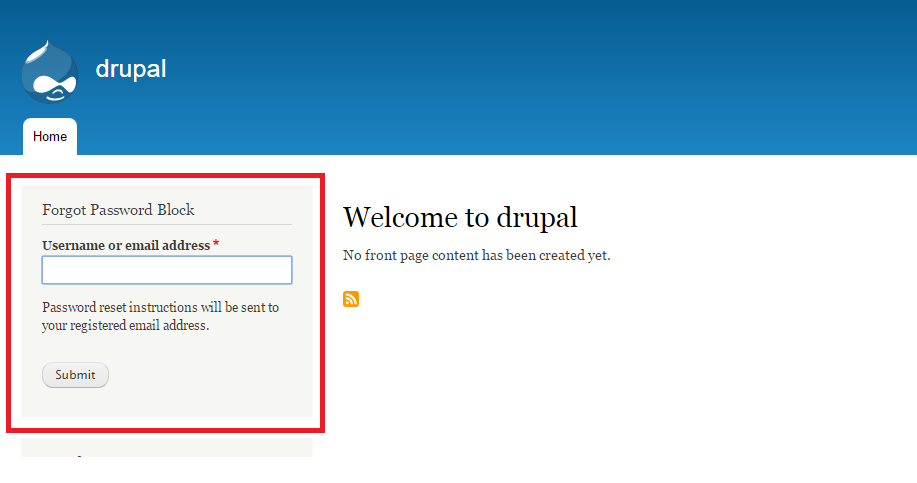 drupal
Home
Forgot Password Block
Username or email address *
Password reset instructions will be sent to
your registered email address.
Submit
Welcome to drupal
No front page content has been created yet.